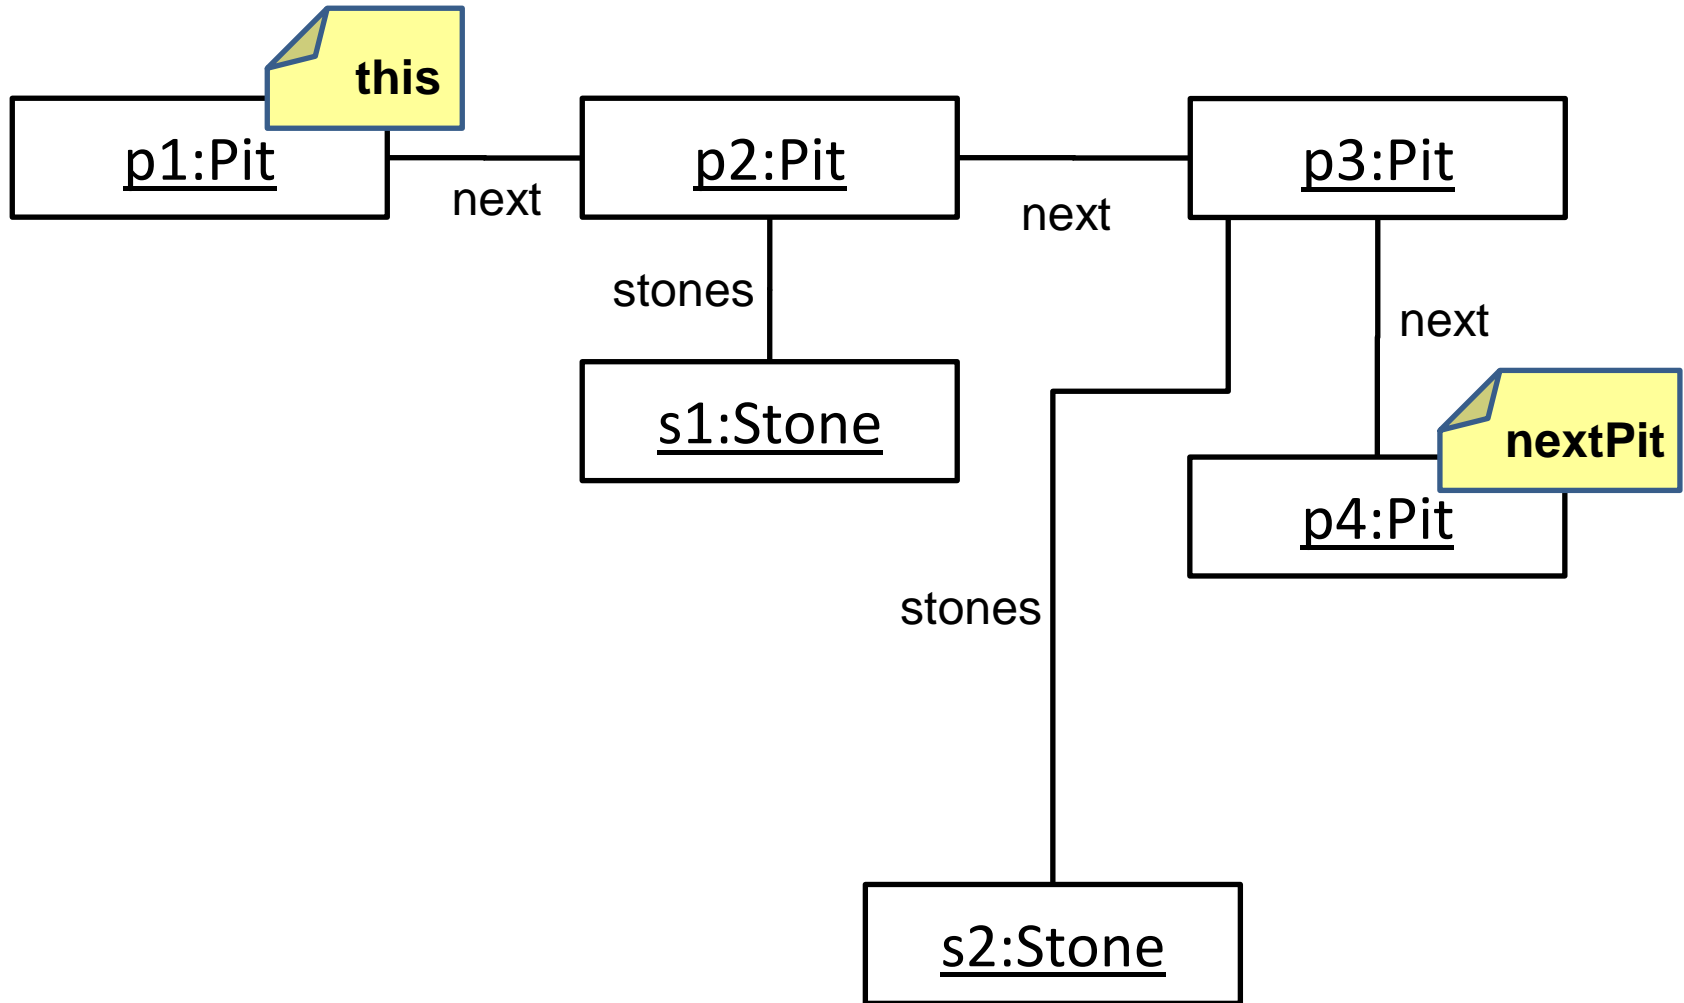 this
p1:Pit
p2:Pit
p3:Pit
next
next
stones
next
s1:Stone
nextPit
p4:Pit
stones
s2:Stone